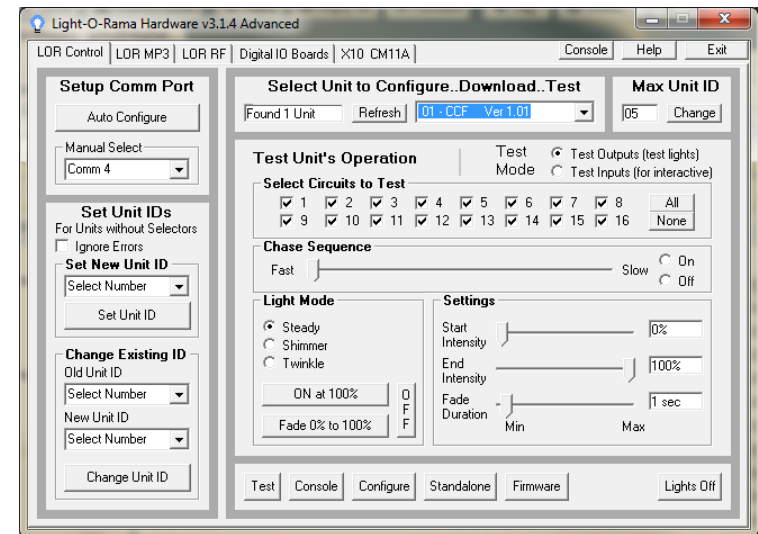 Light-O-Rama Hardware v3.1.4 Advanced
LOR Control LOR MP3 LOR RF Digital IO Boards X10 CM11A Console Help Exit
Setup Comm Port
Auto Configure
Manual Select
Comm 4
Set Unit IDs
For Units without Selectors
Ignore Errors
Set New Unit ID
Select Number
Set Unit ID
Change Existing ID
Old Unit ID
Select Number
New Unit ID
Select Number
Change Unit ID
Select Unit to Configure..Download..Test
Found 1 Unit Refresh 01 - CCF Ver 1.01
Max Unit ID
05 Change
Test Unit's Operation
Test Mode
Test Outputs (test lights)
Test Inputs (for interactive)
Select Circuits to Test
1 2 3 4 5 6 7 8 All
9 10 11 12 13 14 15 16 None
Chase Sequence
Fast Slow
On
Off
Light Mode
Steady
Shimmer
Twinkle
ON at 100%
Fade 0% to 100%
OFF
Settings
Start Intensity 0%
End Intensity 100%
Fade Duration 1 sec
Min Max
Test Console Configure Standalone Firmware Lights Off